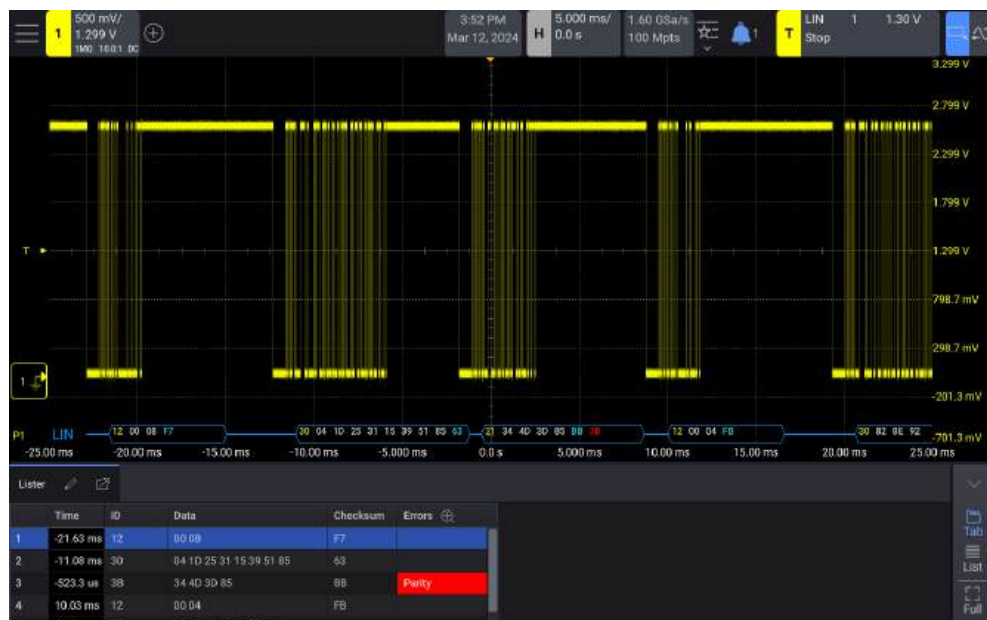 500 mV/ 3:52 PM 5.000 ms/ 1.60 GSa/s LIN 1 1.30 V
1 1.299 V Mar 12, 2024 H 0.0 s 100 Mpts 1 T Stop
1MΩ 10.0:1 DC
3.299 V
2.799 V
2.299 V
1.799 V
T 1.299 V
798.7 mV
298.7 mV
1
-201.3 mV
P1 LIN 12 00 08 F7 30 04 1D 25 31 15 39 51 85 63 21 34 4D 3D 85 BB 12 00 04 FB 30 82 8E 92 -701.3 mV
-25.00 ms -20.00 ms -15.00 ms -10.00 ms -5.000 ms 0.0 s 5.000 ms 10.00 ms 15.00 ms 20.00 ms 25.00 ms
Lister
Time ID Data Checksum Errors
1 -21.63 ms 12 00 08 F7
2 -11.08 ms 30 04 1D 25 31 15 39 51 85 63
3 -523.3 us 3B 34 4D 3D 85 BB Parity
4 10.03 ms 12 00 04 FB
Tab
List
Full